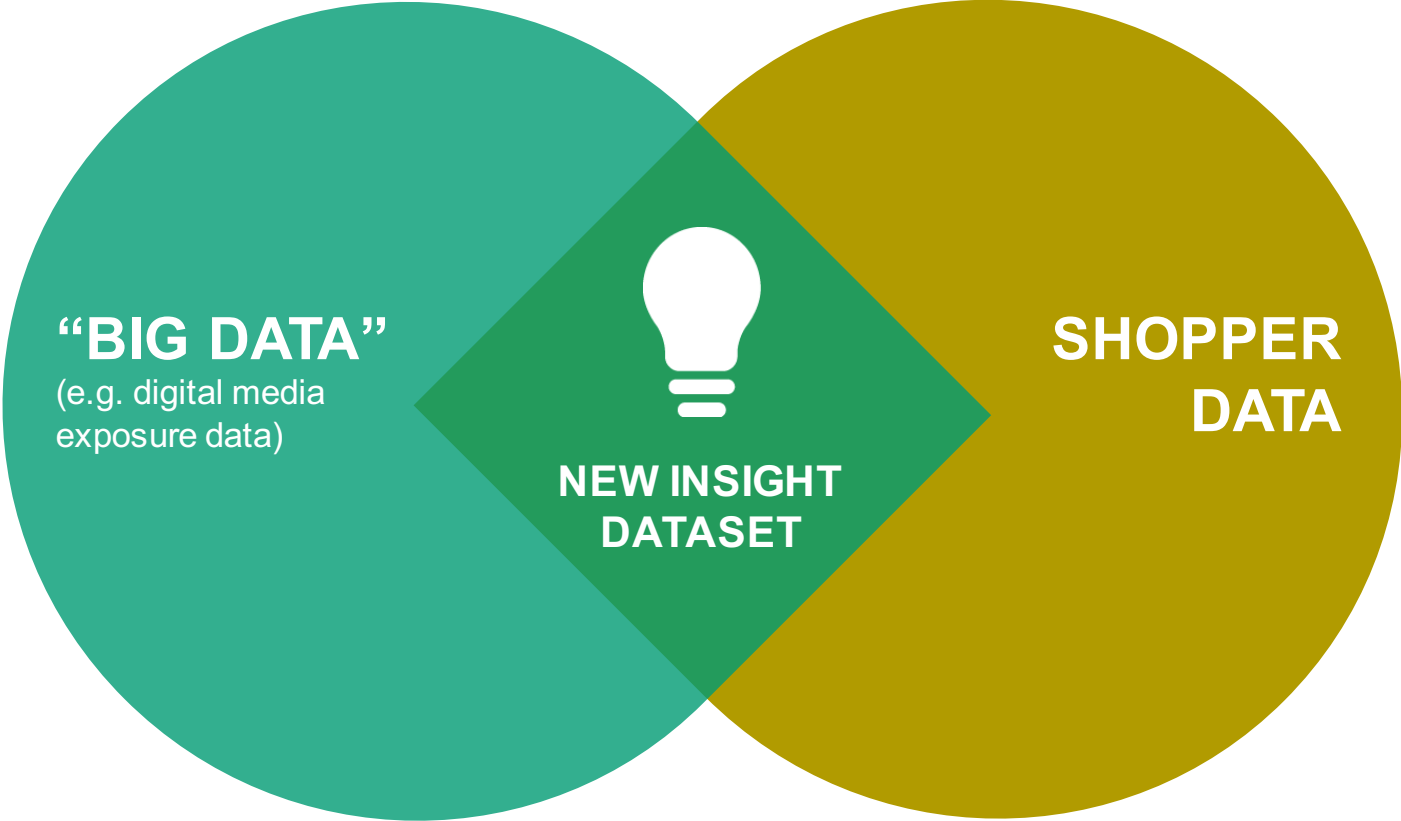 “BIG DATA”
(e.g. digital media
exposure data)
NEW INSIGHT
DATASET
SHOPPER
DATA